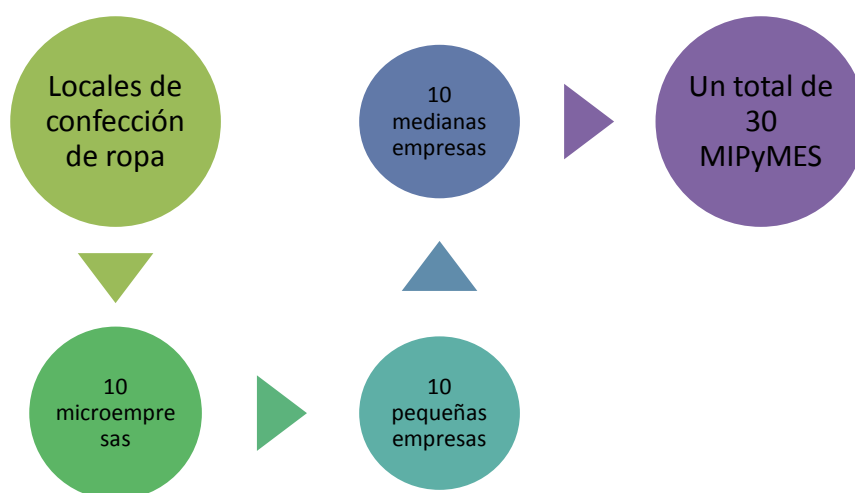 Locales de
confección
de ropa
10
microempre
sas
10
pequeñas
empresas
10
medianas
empresas
Un total de
30
MIPyMES